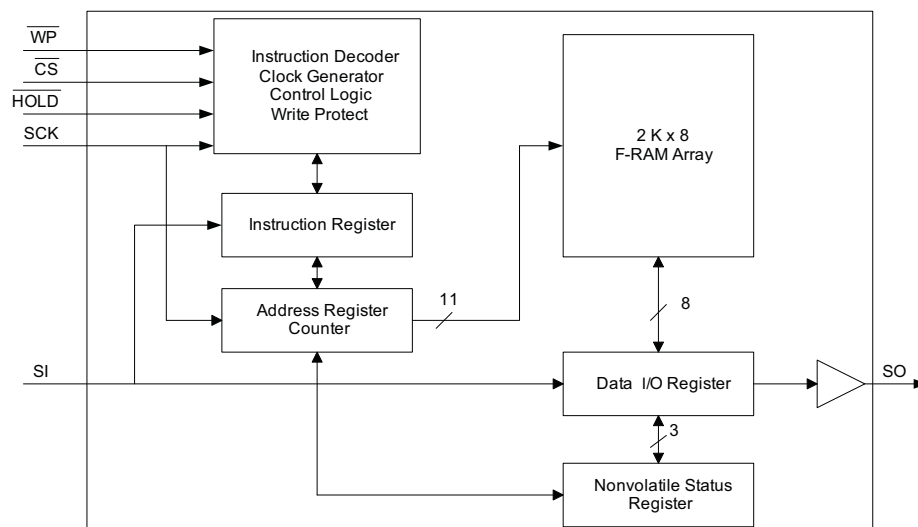 WP
CS
HOLD
SCK
Instruction Decoder
Clock Generator
Control Logic
Write Protect
2 K x 8
F-RAM Array
Instruction Register
Address Register
Counter
11
8
SI
Data I/O Register
SO
3
Nonvolatile Status
Register